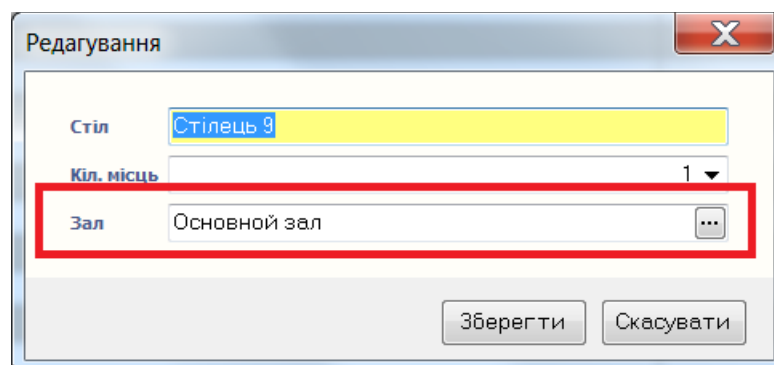 Редагування
Стіл Стілець 9
Кіл. місць 1
Зал Основной зал ...
Зберегти Скасувати